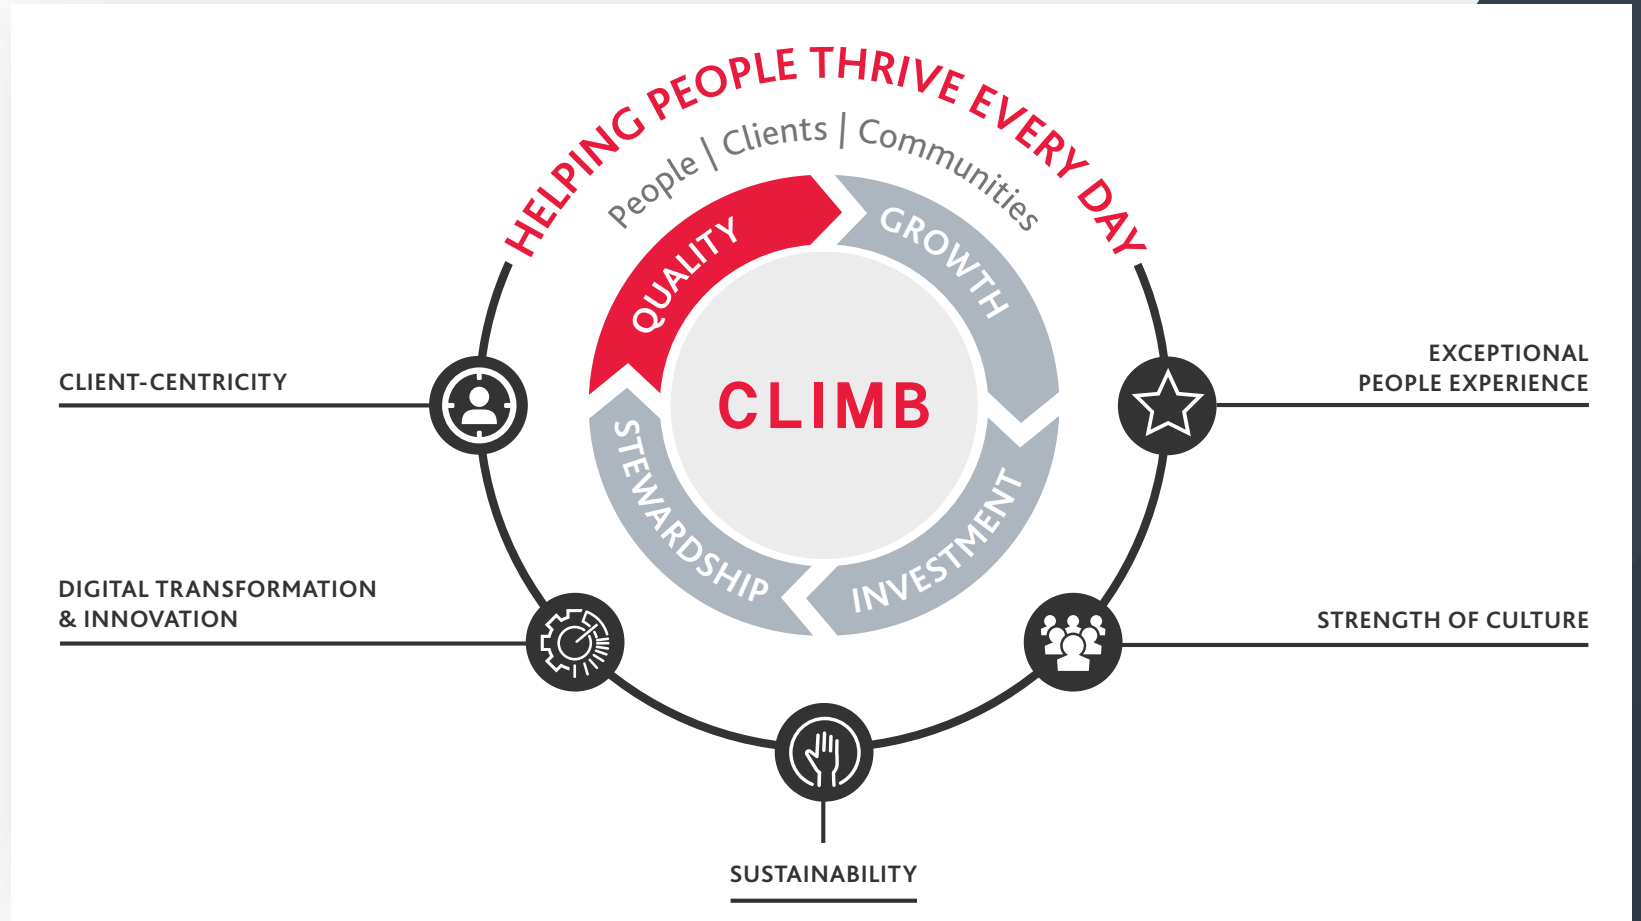 HELPING PEOPLE THRIVE EVERY DAY
People | Clients | Communities
QUALITY
GROWTH
CLIMB
STEWARDSHIP
INVESTMENT
CLIENT-CENTRICITY
EXCEPTIONAL
PEOPLE EXPERIENCE
DIGITAL TRANSFORMATION
& INNOVATION
STRENGTH OF CULTURE
SUSTAINABILITY